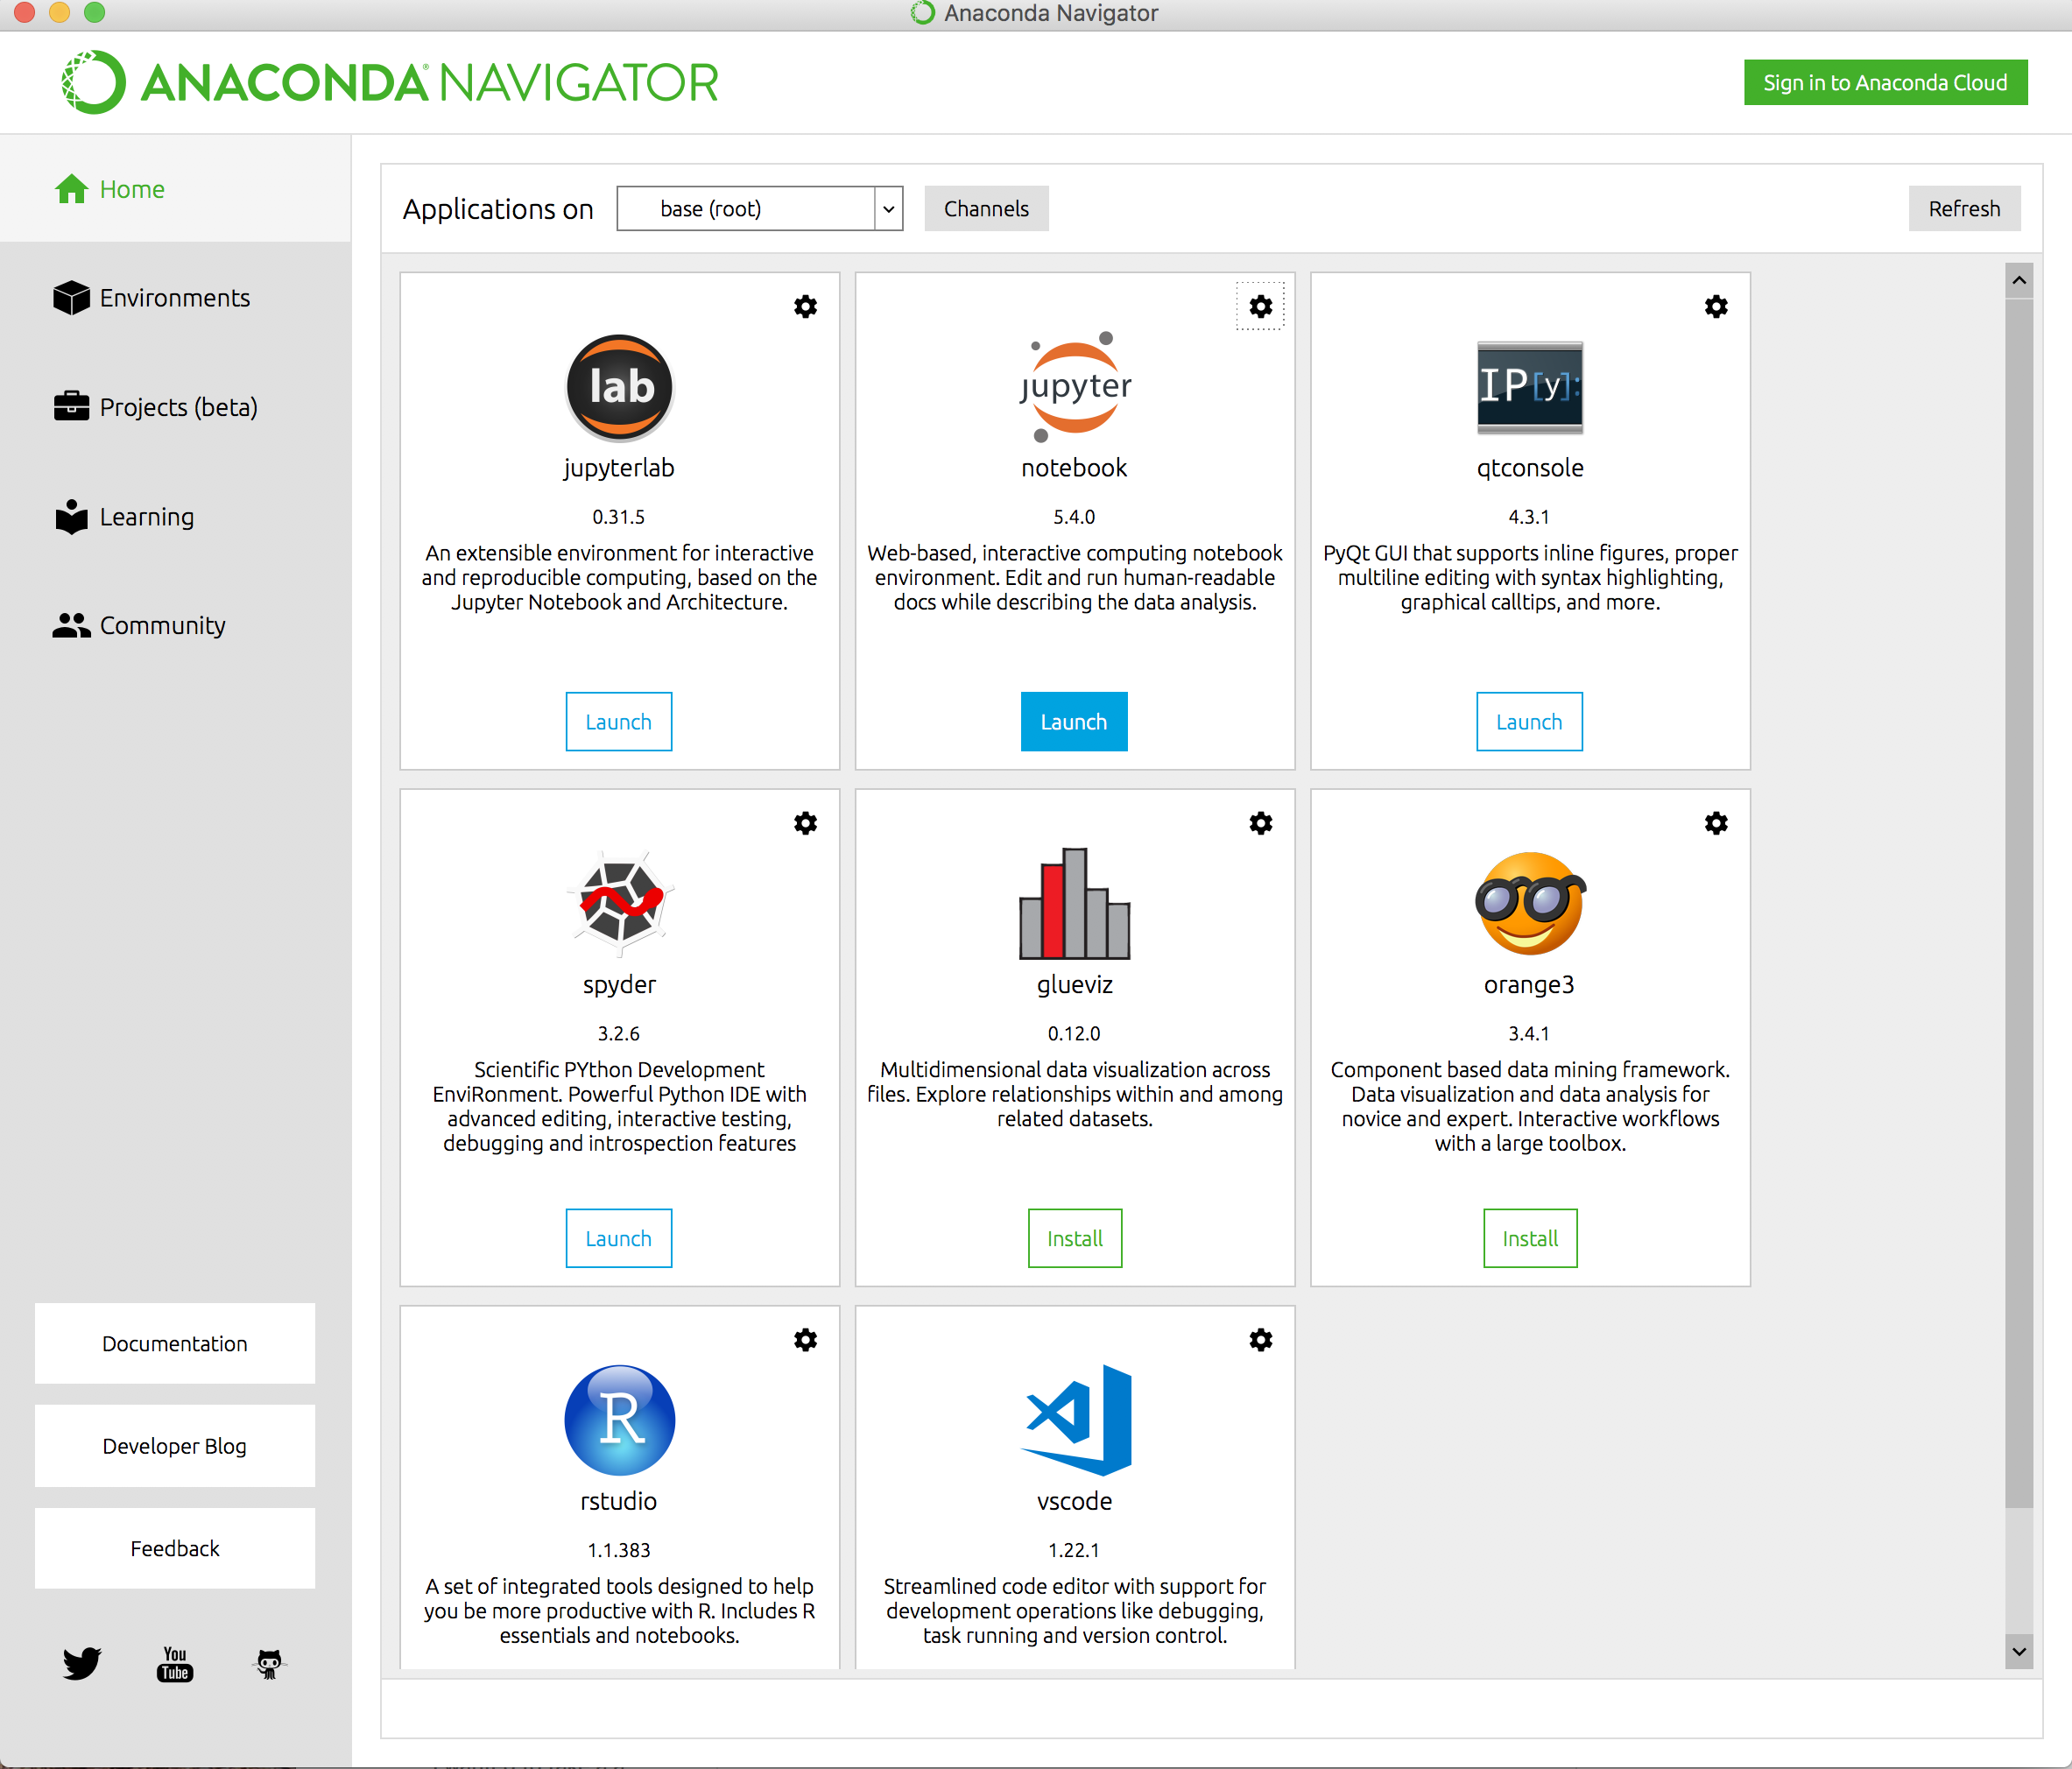 Anaconda Navigator
ANACONDA NAVIGATOR
Sign in to Anaconda Cloud
Home
Environments
Projects (beta)
Learning
Community
Documentation
Developer Blog
Feedback
You
Tube
Applications on
base (root)
Channels
Refresh
lab
jupyterlab
0.31.5
An extensible environment for interactive
and reproducible computing, based on the
Jupyter Notebook and Architecture.
Launch
jupyter
notebook
5.4.0
Web-based, interactive computing notebook
environment. Edit and run human-readable
docs while describing the data analysis.
Launch
IP[y]:
qtconsole
4.3.1
PyQt GUI that supports inline figures, proper
multiline editing with syntax highlighting,
graphical calltips, and more.
Launch
spyder
3.2.6
Scientific PYthon Development
EnviRonment. Powerful Python IDE with
advanced editing, interactive testing,
debugging and introspection features
Launch
glueviz
0.12.0
Multidimensional data visualization across
files. Explore relationships within and among
related datasets.
Install
orange3
3.4.1
Component based data mining framework.
Data visualization and data analysis for
novice and expert. Interactive workflows
with a large toolbox.
Install
R
rstudio
1.1.383
A set of integrated tools designed to help
you be more productive with R. Includes R
essentials and notebooks.
vscode
1.22.1
Streamlined code editor with support for
development operations like debugging,
task running and version control.